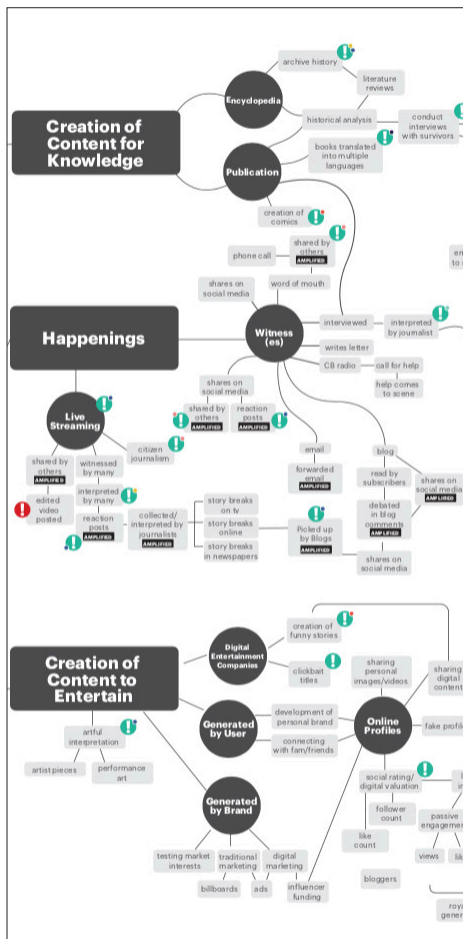 archive history
Encyclopedia
literature
reviews
Creation of
Content for
Knowledge
historical analysis
conduct
interviews
with survivors
books translated
into multiple
languages
Publication
creation of
comics
shared by
others
AMPLIFIED
phone call
shares on
social media
word of mouth
Happenings
Witness
(es)
interviewed
interpreted
by journalist
writes letter
CB radio
call for help
help comes
to scene
shares on
social media
shared by
others
AMPLIFIED
reaction
posts
AMPLIFIED
Live
Streaming
citizen
journalism
shared by
others
AMPLIFIED
witnessed
by many
edited
video
posted
interpreted
by many
reaction
posts
AMPLIFIED
collected/
interpreted by
journalists
AMPLIFIED
story breaks
on tv
story breaks
online
story breaks
in newspapers
email
forwarded
email
AMPLIFIED
Picked up
by Blogs
AMPLIFIED
blog
read by
subscribers
shares on
social media
AMPLIFIED
debated
in blog
comments
AMPLIFIED
shares on
social media
Creation of
Content to
Entertain
Digital
Entertainment
Companies
creation of
funny stories
clickbait
titles
sharing
personal
images/videos
sharing
digital
content
Generated
by User
development of
personal brand
connecting
with fam/friends
Online
Profiles
fake profile
artful
interpretation
artist pieces
performance
art
Generated
by Brand
social rating/
digital valuation
follower
count
like
count
passive
engagement
views
testing market
interests
traditional
marketing
digital
marketing
billboards
ads
influencer
funding
bloggers